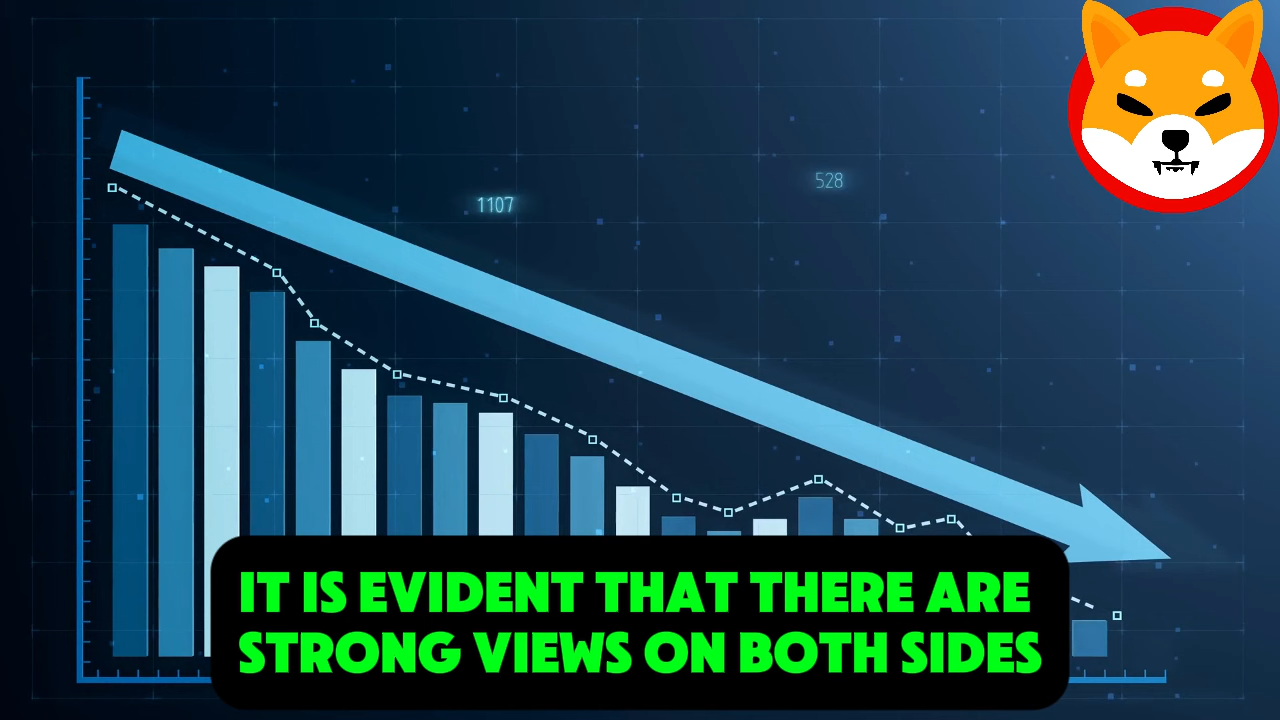 528
1107
IT IS EVIDENT THAT THERE ARE
STRONG VIEWS ON BOTH SIDES